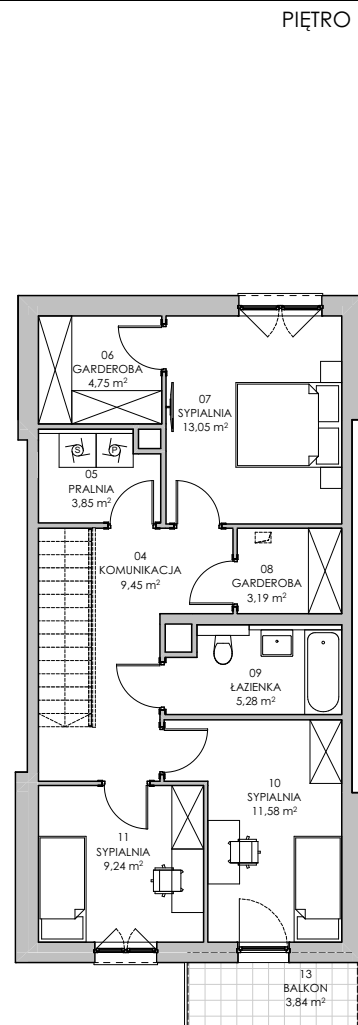 PIĘTRO
06
GARDEROBA
4,75 m²
07
SYPIALNIA
13,05 m²
S
P
05
PRALNIA
3,85 m²
04
KOMUNIKACJA
9,45 m²
08
GARDEROBA
3,19 m²
09
ŁAZIENKA
5,28 m²
10
SYPIALNIA
11,58 m²
11
SYPIALNIA
9,24 m²
13
BALKON
3,84 m²